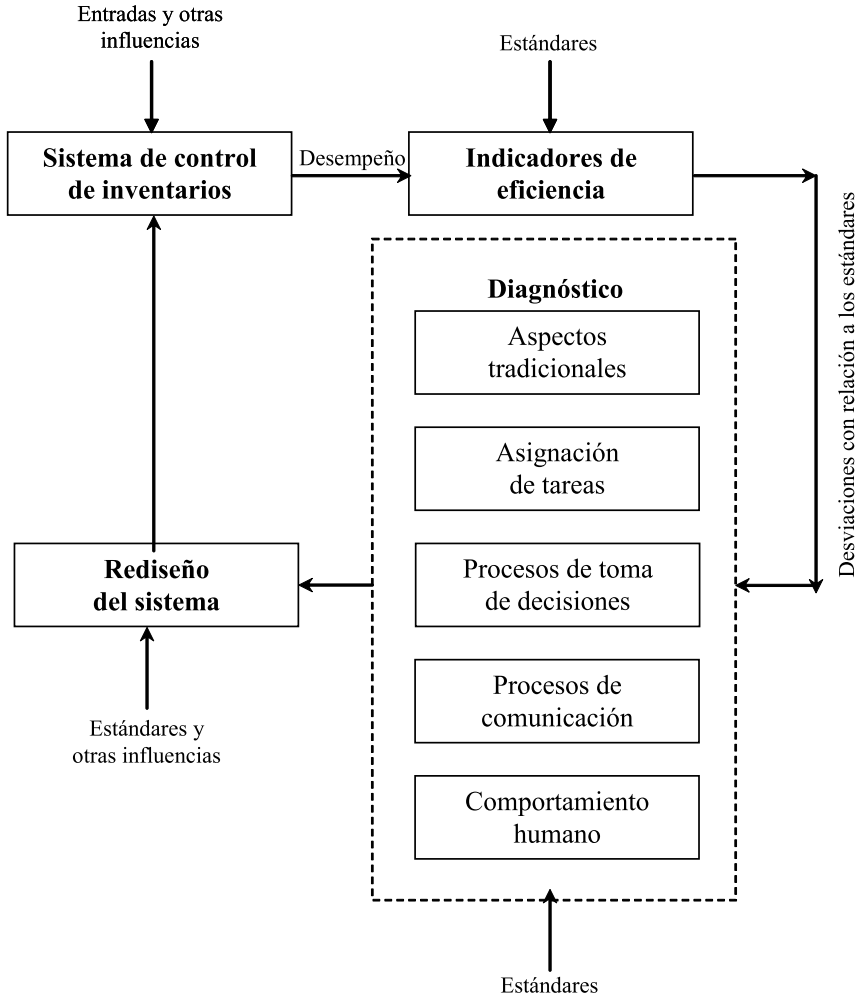 Entradas y otras
influencias
Estándares
Sistema de control
de inventarios
Desempeño
Indicadores de
eficiencia
Desviaciones con relación a los estándares
Diagnóstico
Aspectos
tradicionales
Asignación
de tareas
Procesos de toma
de decisiones
Procesos de
comunicación
Comportamiento
humano
Rediseño
del sistema
Estándares y
otras influencias
Estándares